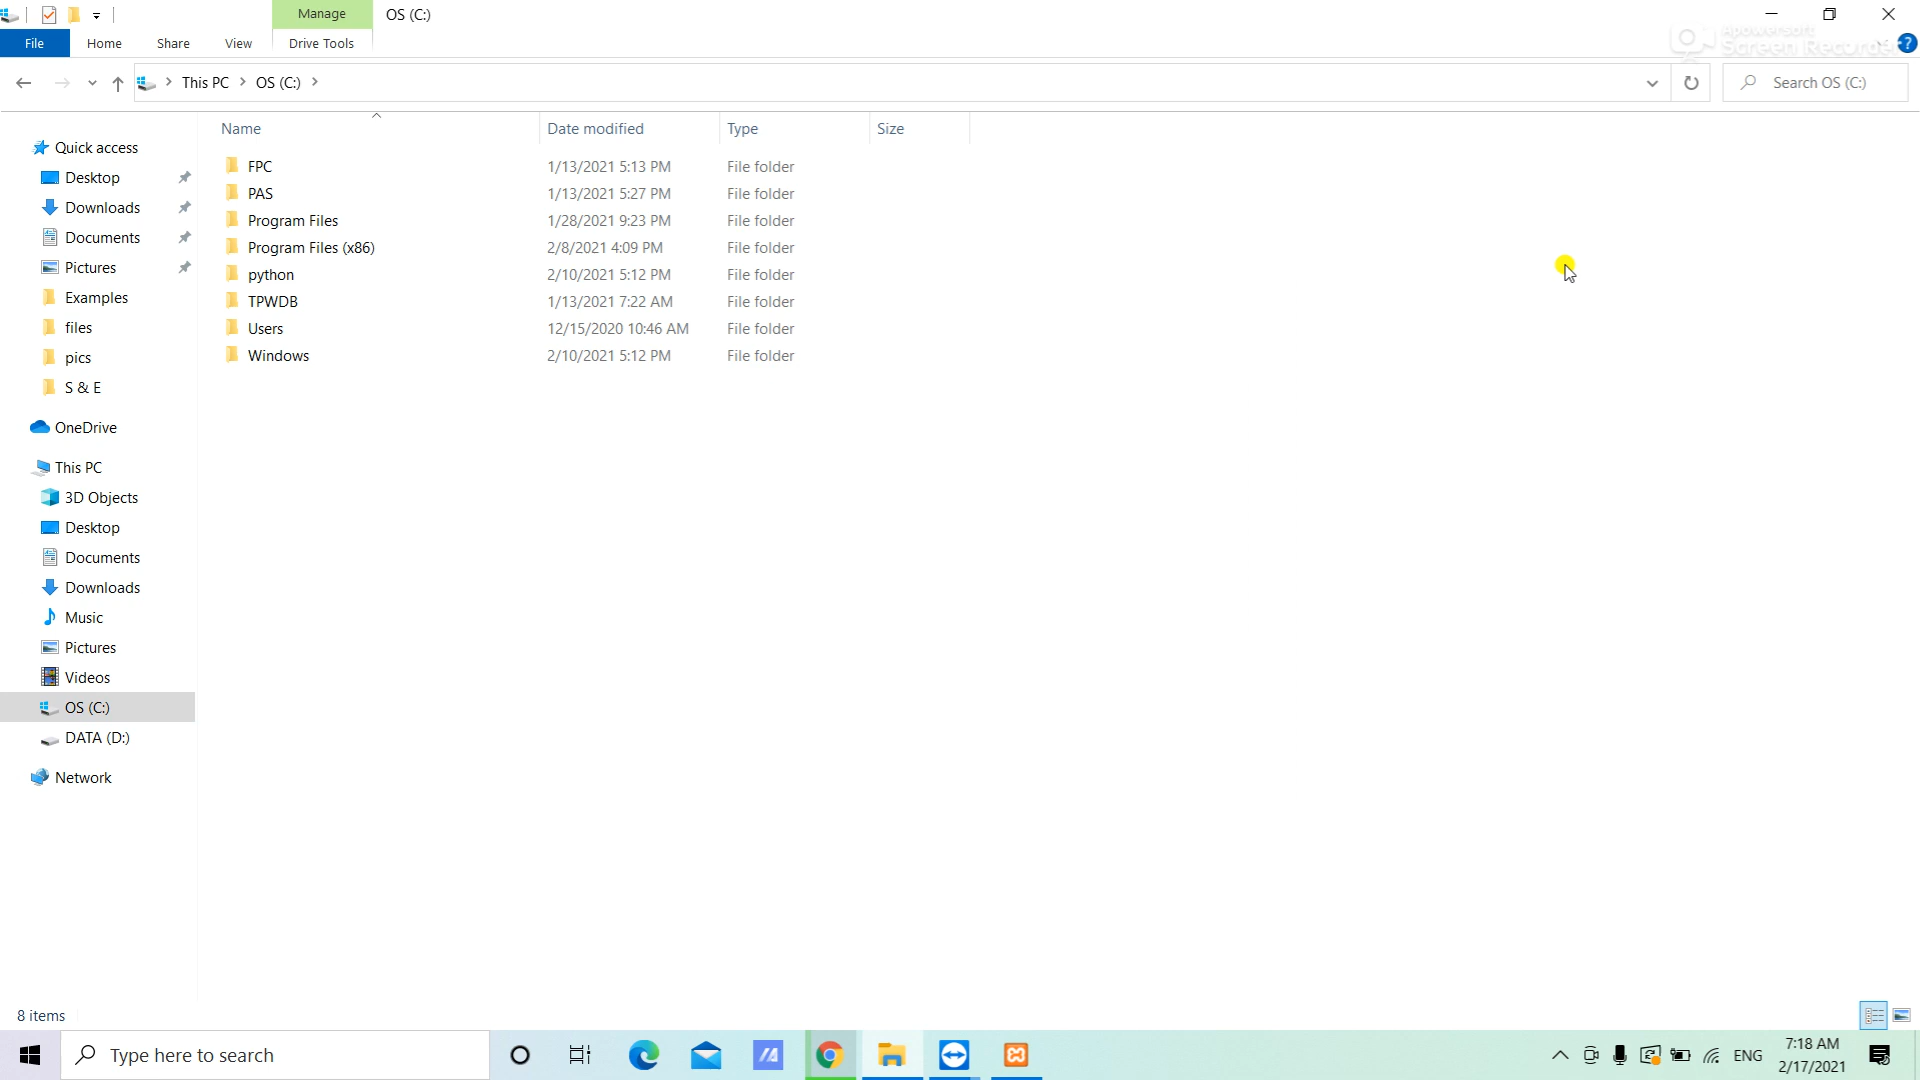 Manage
OS (C:)
File
Home
Share
View
Drive Tools
Apowersoft
Screen Recorder
?
This PC
OS (C:)
Search OS (C:)
Name
Date modified
Type
Size
Quick access
Desktop
Downloads
Documents
Pictures
Examples
files
pics
S & E
OneDrive
This PC
3D Objects
Desktop
Documents
Downloads
Music
Pictures
Videos
OS (C:)
DATA (D:)
Network
FPC 1/13/2021 5:13 PM File folder
PAS 1/13/2021 5:27 PM File folder
Program Files 1/28/2021 9:23 PM File folder
Program Files (x86) 2/8/2021 4:09 PM File folder
python 2/10/2021 5:12 PM File folder
TPWDB 1/13/2021 7:22 AM File folder
Users 12/15/2020 10:46 AM File folder
Windows 2/10/2021 5:12 PM File folder
8 items
Type here to search
ENG
7:18 AM
2/17/2021